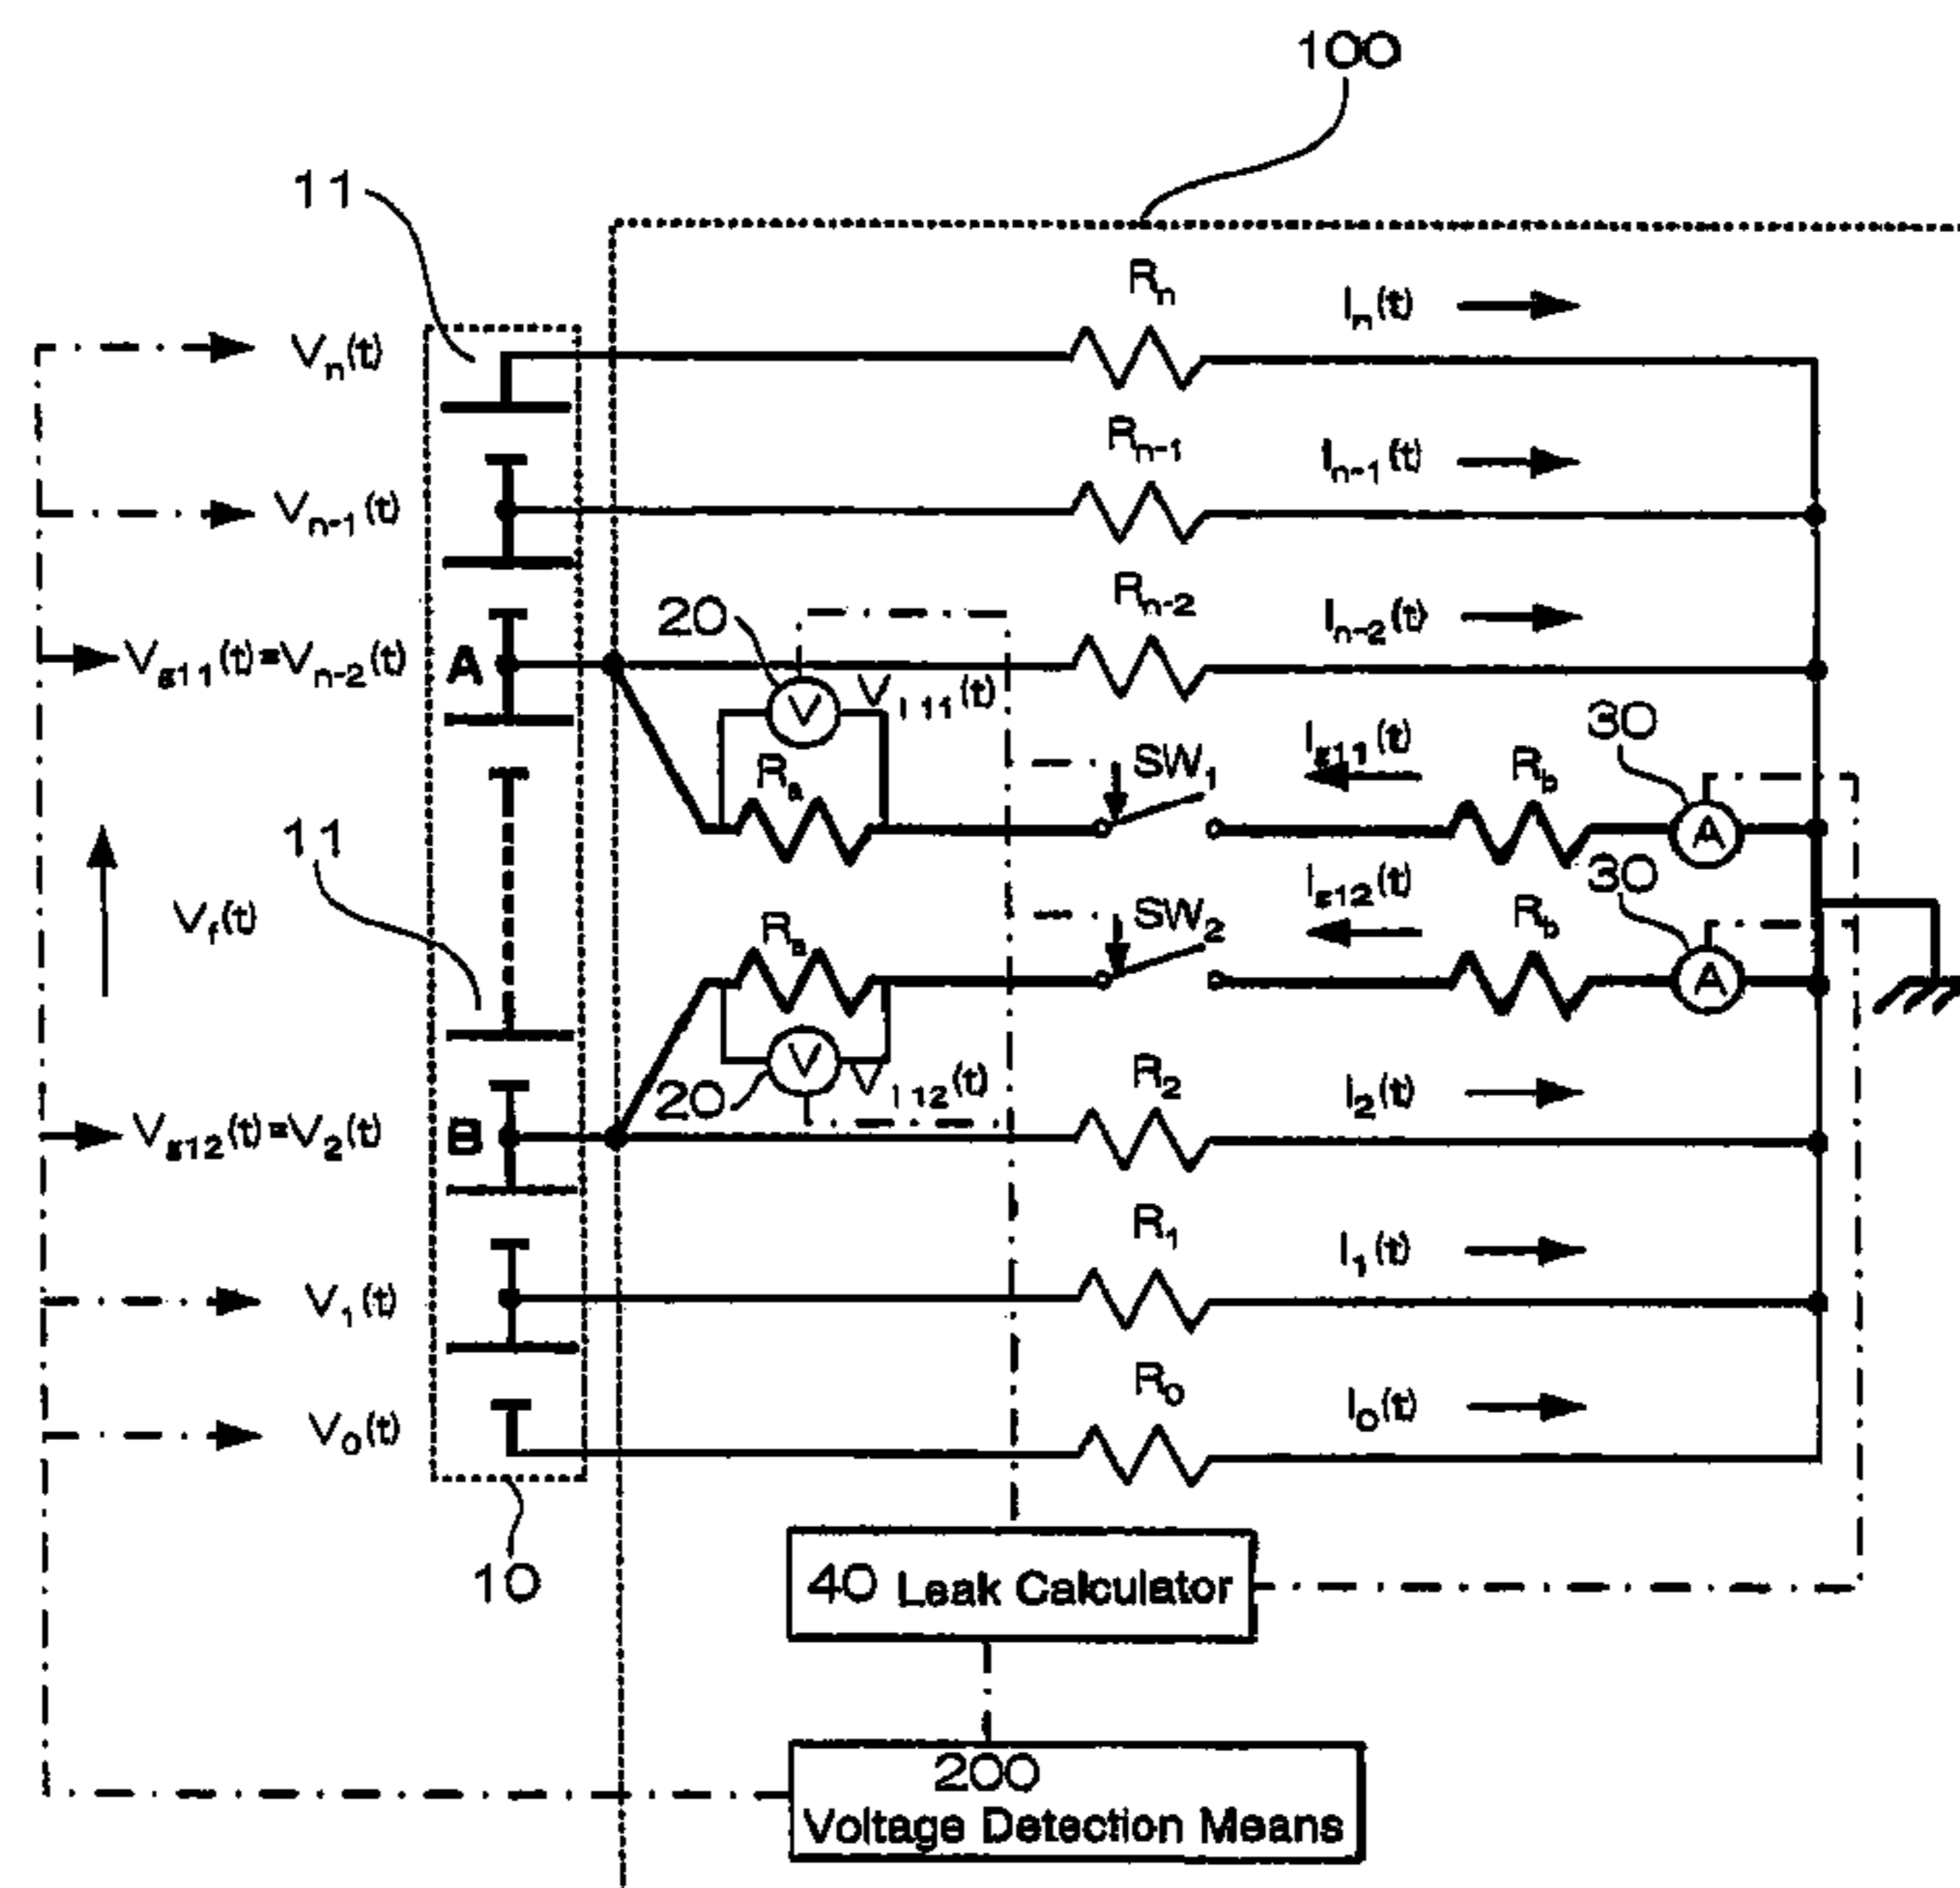 100
11
Rn
In(t)
Vn(t)
Rn-1
In-1(t)
Vn-1(t)
Rn-2
In-2(t)
20
Vs11(t)=Vn-2(t)
A
V
VI11(t)
Ra
SW1
Is11(t)
Rb
30
A
11
Vf(t)
Ra
SW2
Is12(t)
Rb
30
A
V
20
VI12(t)
R2
I2(t)
Vs12(t)=V2(t)
B
R1
I1(t)
V1(t)
R0
I0(t)
V0(t)
10
40 Leak Calculator
200
Voltage Detection Means